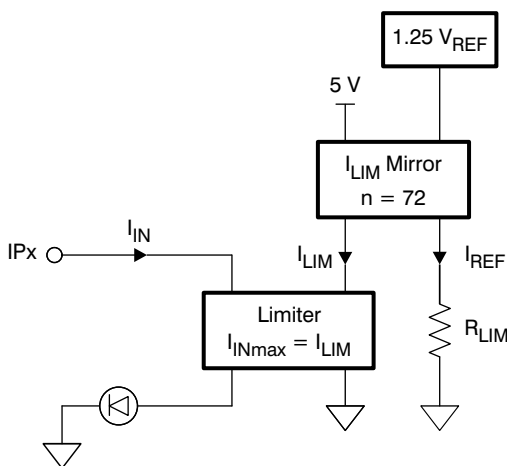 1.25 V_REF
5 V
I_LIM Mirror
n = 72
I_IN
IPx
I_LIM
I_REF
Limiter
I_INmax = I_LIM
R_LIM